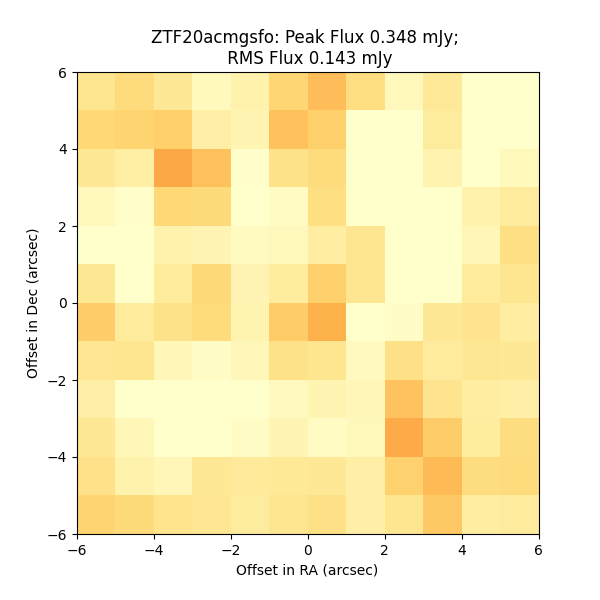 ZTF20acmgsfo: Peak Flux 0.348 mJy;
RMS Flux 0.143 mJy
6
4
2
0
−2
−4
−6
Offset in Dec (arcsec)
−6 −4 −2 0 2 4 6
Offset in RA (arcsec)